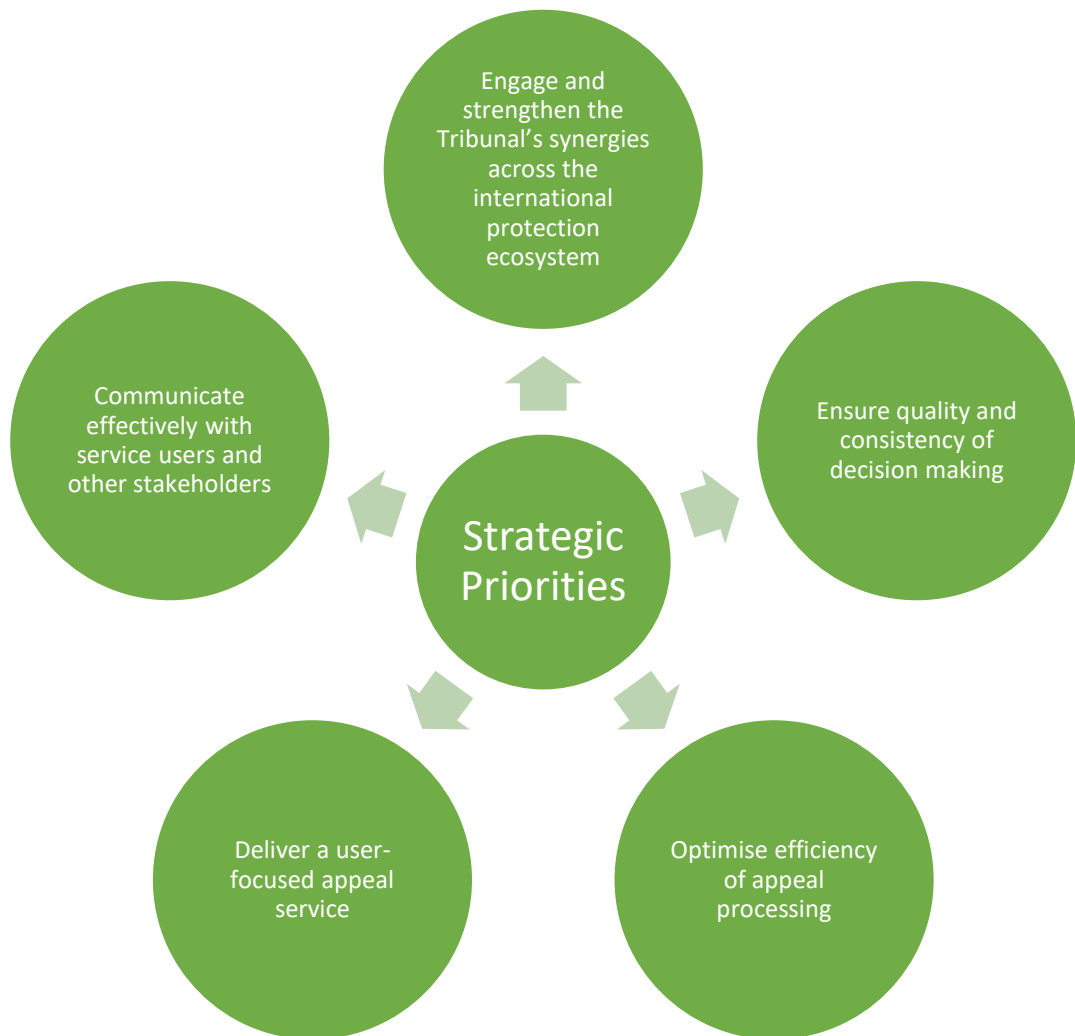 Engage and
strengthen the
Tribunal’s synergies
across the
international
protection
ecosystem
Communicate
effectively with
service users and
other stakeholders
Ensure quality and
consistency of
decision making
Strategic
Priorities
Deliver a user-
focused appeal
service
Optimise efficiency
of appeal
processing